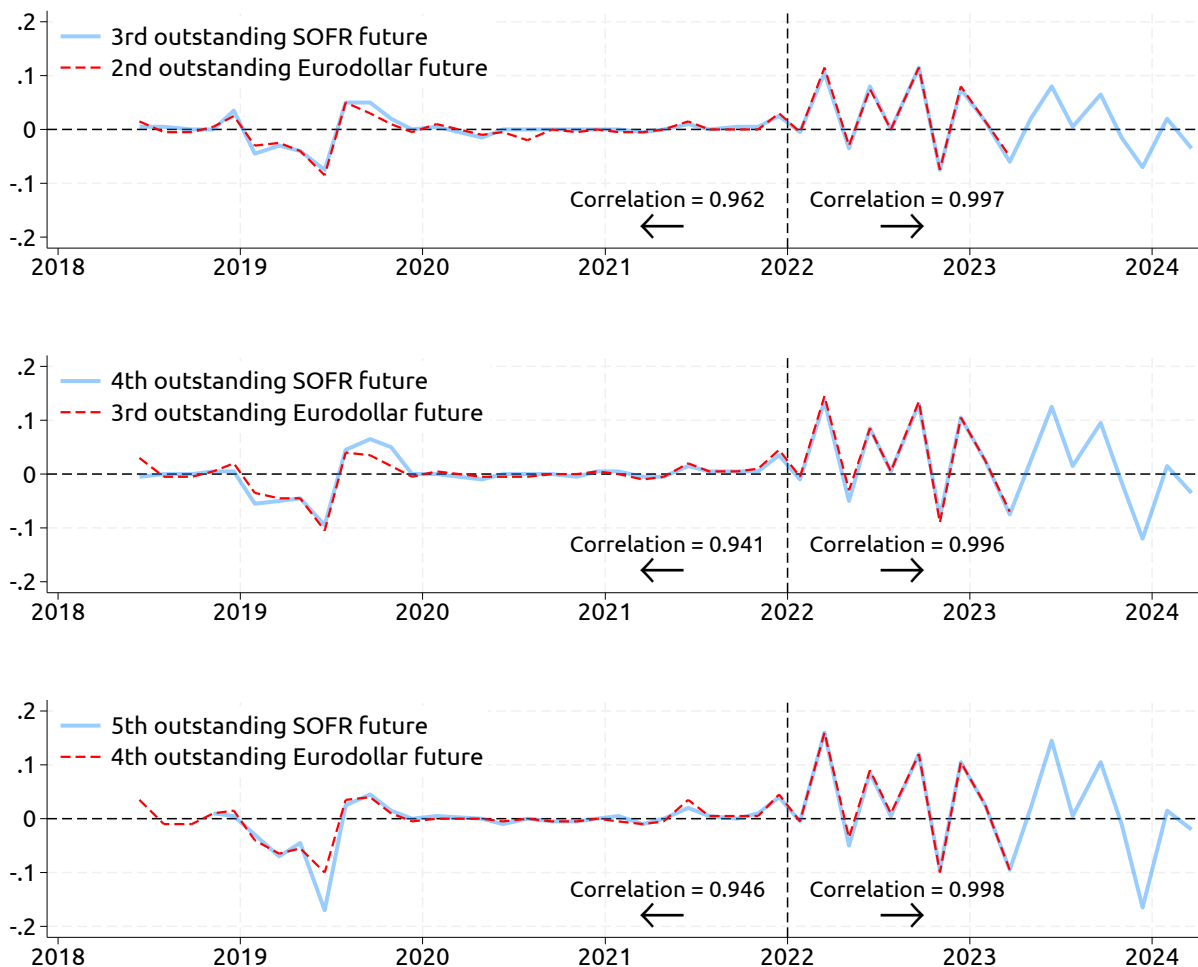 .2
3rd outstanding SOFR future
2nd outstanding Eurodollar future
.1
0
-.1
Correlation = 0.962
Correlation = 0.997
-.2
2018 2019 2020 2021 2022 2023 2024
.2
4th outstanding SOFR future
3rd outstanding Eurodollar future
.1
0
-.1
Correlation = 0.941
Correlation = 0.996
-.2
2018 2019 2020 2021 2022 2023 2024
.2
5th outstanding SOFR future
4th outstanding Eurodollar future
.1
0
-.1
Correlation = 0.946
Correlation = 0.998
-.2
2018 2019 2020 2021 2022 2023 2024